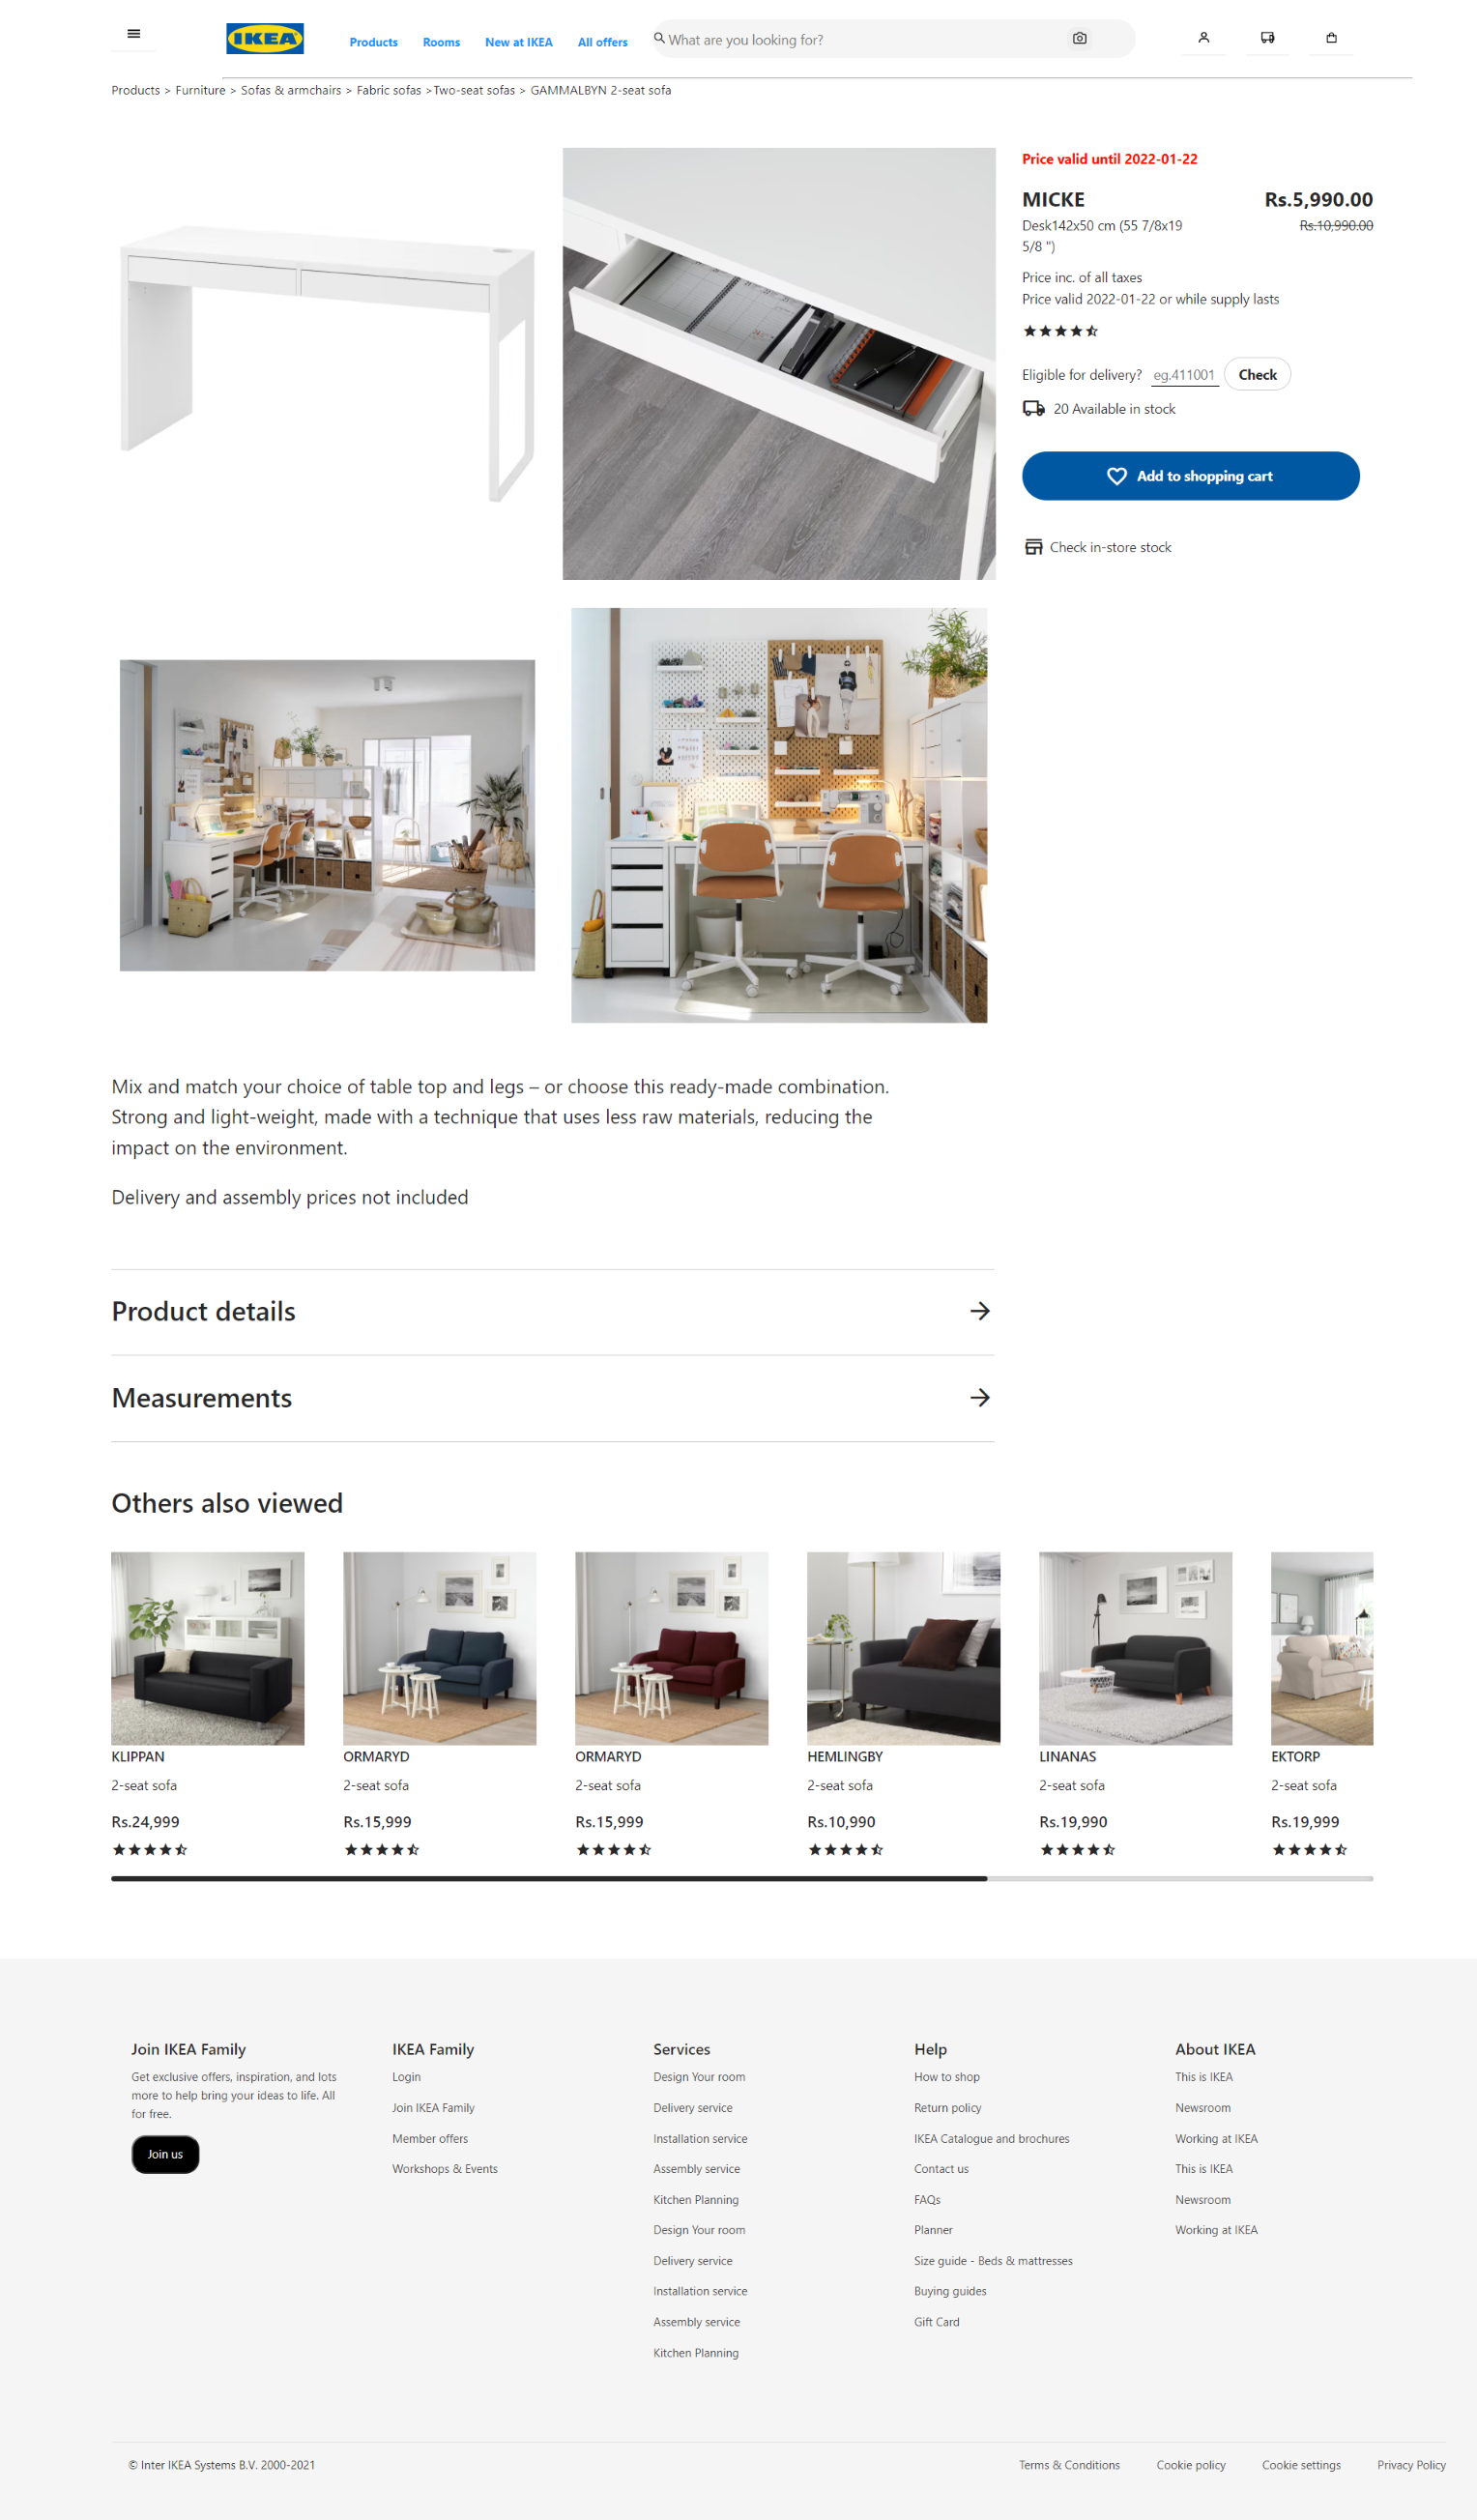 IKEA
Products Rooms New at IKEA All offers What are you looking for?
Products > Furniture > Sofas & armchairs > Fabric sofas >Two-seat sofas > GAMMALBYN 2-seat sofa
Price valid until 2022-01-22
MICKE Rs.5,990.00
Desk142x50 cm (55 7/8x19 Rs.10,990.00
5/8 ")
Price inc. of all taxes
Price valid 2022-01-22 or while supply lasts
Eligible for delivery? eg.411001 Check
20 Available in stock
Add to shopping cart
Check in-store stock
Mix and match your choice of table top and legs – or choose this ready-made combination.
Strong and light-weight, made with a technique that uses less raw materials, reducing the
impact on the environment.
Delivery and assembly prices not included
Product details
Measurements
Others also viewed
KLIPPAN ORMARYD ORMARYD HEMLINGBY LINANAS EKTORP
2-seat sofa 2-seat sofa 2-seat sofa 2-seat sofa 2-seat sofa 2-seat sofa
Rs.24,999 Rs.15,999 Rs.15,999 Rs.10,990 Rs.19,990 Rs.19,999
Join IKEA Family
Get exclusive offers, inspiration, and lots
more to help bring your ideas to life. All
for free.
Join us
IKEA Family
Login
Join IKEA Family
Member offers
Workshops & Events
Services
Design Your room
Delivery service
Installation service
Assembly service
Kitchen Planning
Design Your room
Delivery service
Installation service
Assembly service
Kitchen Planning
Help
How to shop
Return policy
IKEA Catalogue and brochures
Contact us
FAQs
Planner
Size guide - Beds & mattresses
Buying guides
Gift Card
About IKEA
This is IKEA
Newsroom
Working at IKEA
This is IKEA
Newsroom
Working at IKEA
© Inter IKEA Systems B.V. 2000-2021 Terms & Conditions Cookie policy Cookie settings Privacy Policy